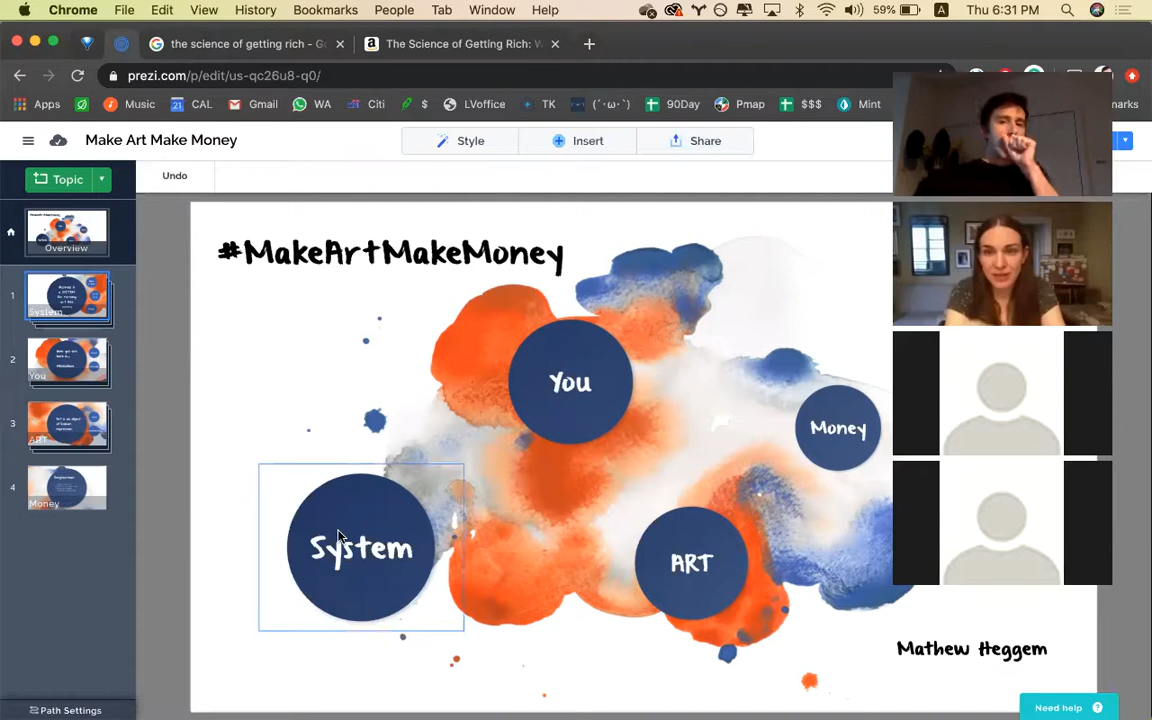 Chrome File Edit View History Bookmarks People Tab Window Help 59% A Thu 6:31 PM
the science of getting rich - Go
The Science of Getting Rich: W
prezi.com/p/edit/us-qc26u8-q0/
Apps Music 31 CAL Gmail WA Citi $ LVoffice TK (´･ω･`) 90Day Pmap $$$ Mint marks
Make Art Make Money
Style
Insert
Share
Topic
Undo
Overview
1
System
2
You
3
ART
4
Money
Path Settings
#MakeArtMakeMoney
You
Money
System
ART
Mathew Heggem
Need help ?